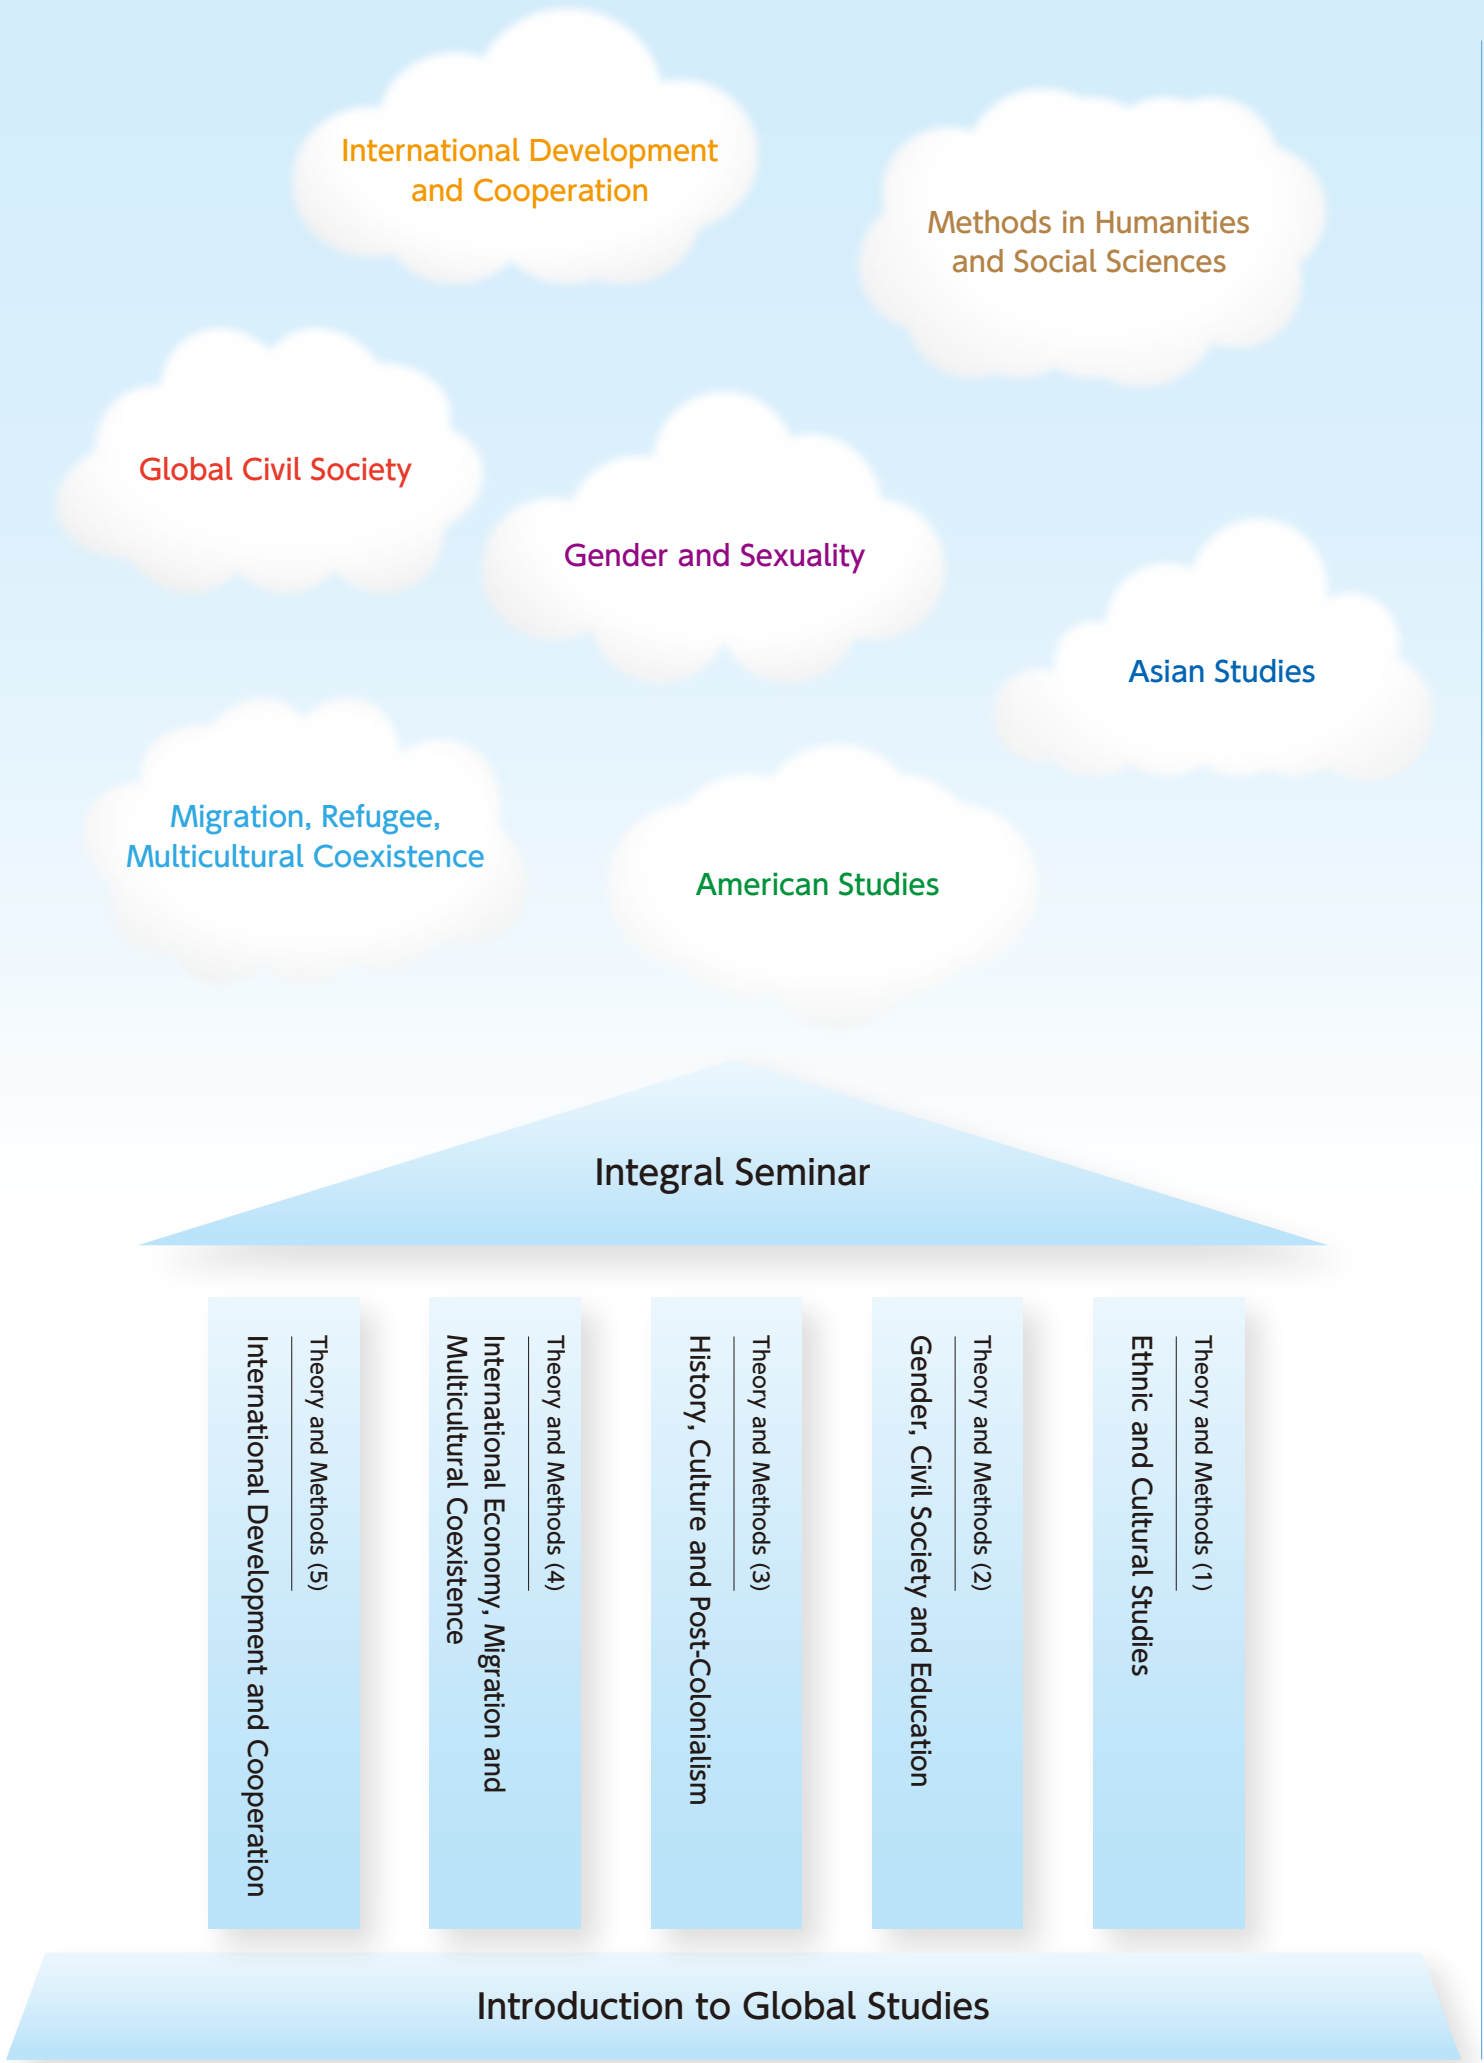 International Development
and Cooperation
Methods in Humanities
and Social Sciences
Global Civil Society
Gender and Sexuality
Asian Studies
Migration, Refugee,
Multicultural Coexistence
American Studies
Integral Seminar
Theory and Methods (5)
International Development and Cooperation
Theory and Methods (4)
International Economy, Migration and
Multicultural Coexistence
Theory and Methods (3)
History, Culture and Post-Colonialism
Theory and Methods (2)
Gender, Civil Society and Education
Theory and Methods (1)
Ethnic and Cultural Studies
Introduction to Global Studies